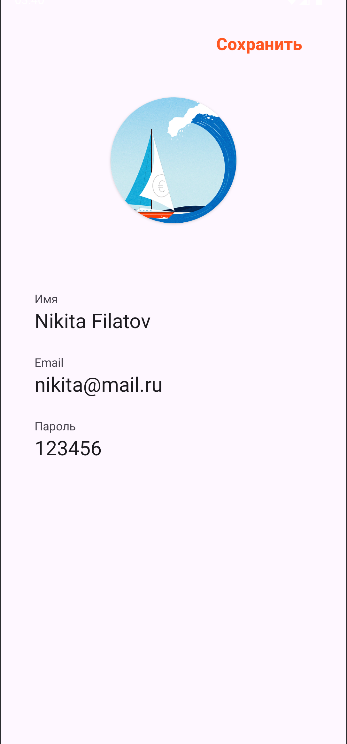 Сохранить
€
Имя
Nikita Filatov
Email
nikita@mail.ru
Пароль
123456